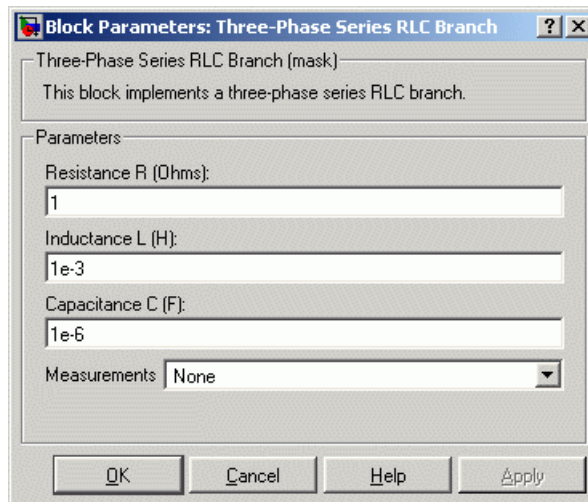 Block Parameters: Three-Phase Series RLC Branch
Three-Phase Series RLC Branch (mask)
This block implements a three-phase series RLC branch.
Parameters
Resistance R (Ohms):
1
Inductance L (H):
1e-3
Capacitance C (F):
1e-6
Measurements None
OK Cancel Help Apply